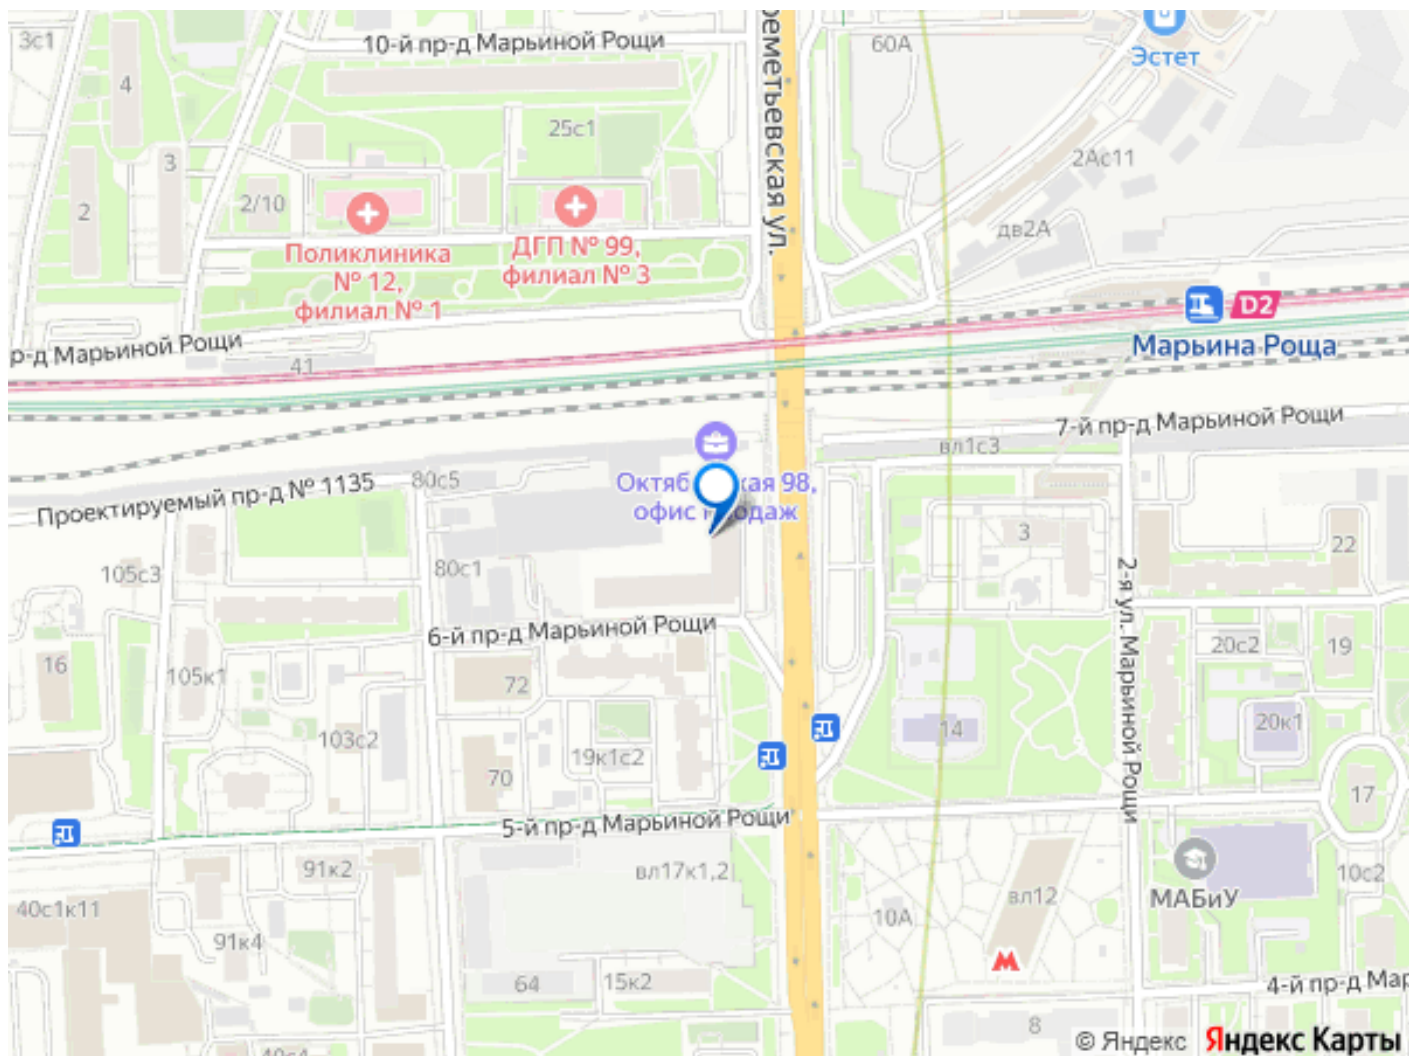 3с1
10-й пр-д Марьиной Рощи
60А
Эстет
4
25с1
2Ас11
3
2
2/10
Поликлиника
№ 12,
филиал № 1
ДГП № 99,
филиал № 3
ул.
дв2А
D2
Марьина Роща
р-д Марьиной Рощи
41
7-й пр-д Марьиной Рощи
вл1с3
Проектируемый пр-д № 1135
80с5
98,
офис
3
22
105с3
80с1
2-я ул. Марьиной Рощи
6-й пр-д Марьиной Рощи
16
105к1
72
20с2
19
103с2
14
20к1
19к1с2
70
17
5-й пр-д Марьиной Рощи
91к2
вл17к1,2
МАБиУ
10с2
40с1к11
10А
вл12
91к4
64
15к2
4-й пр-д Мар
8
© Яндекс
Яндекс Карты